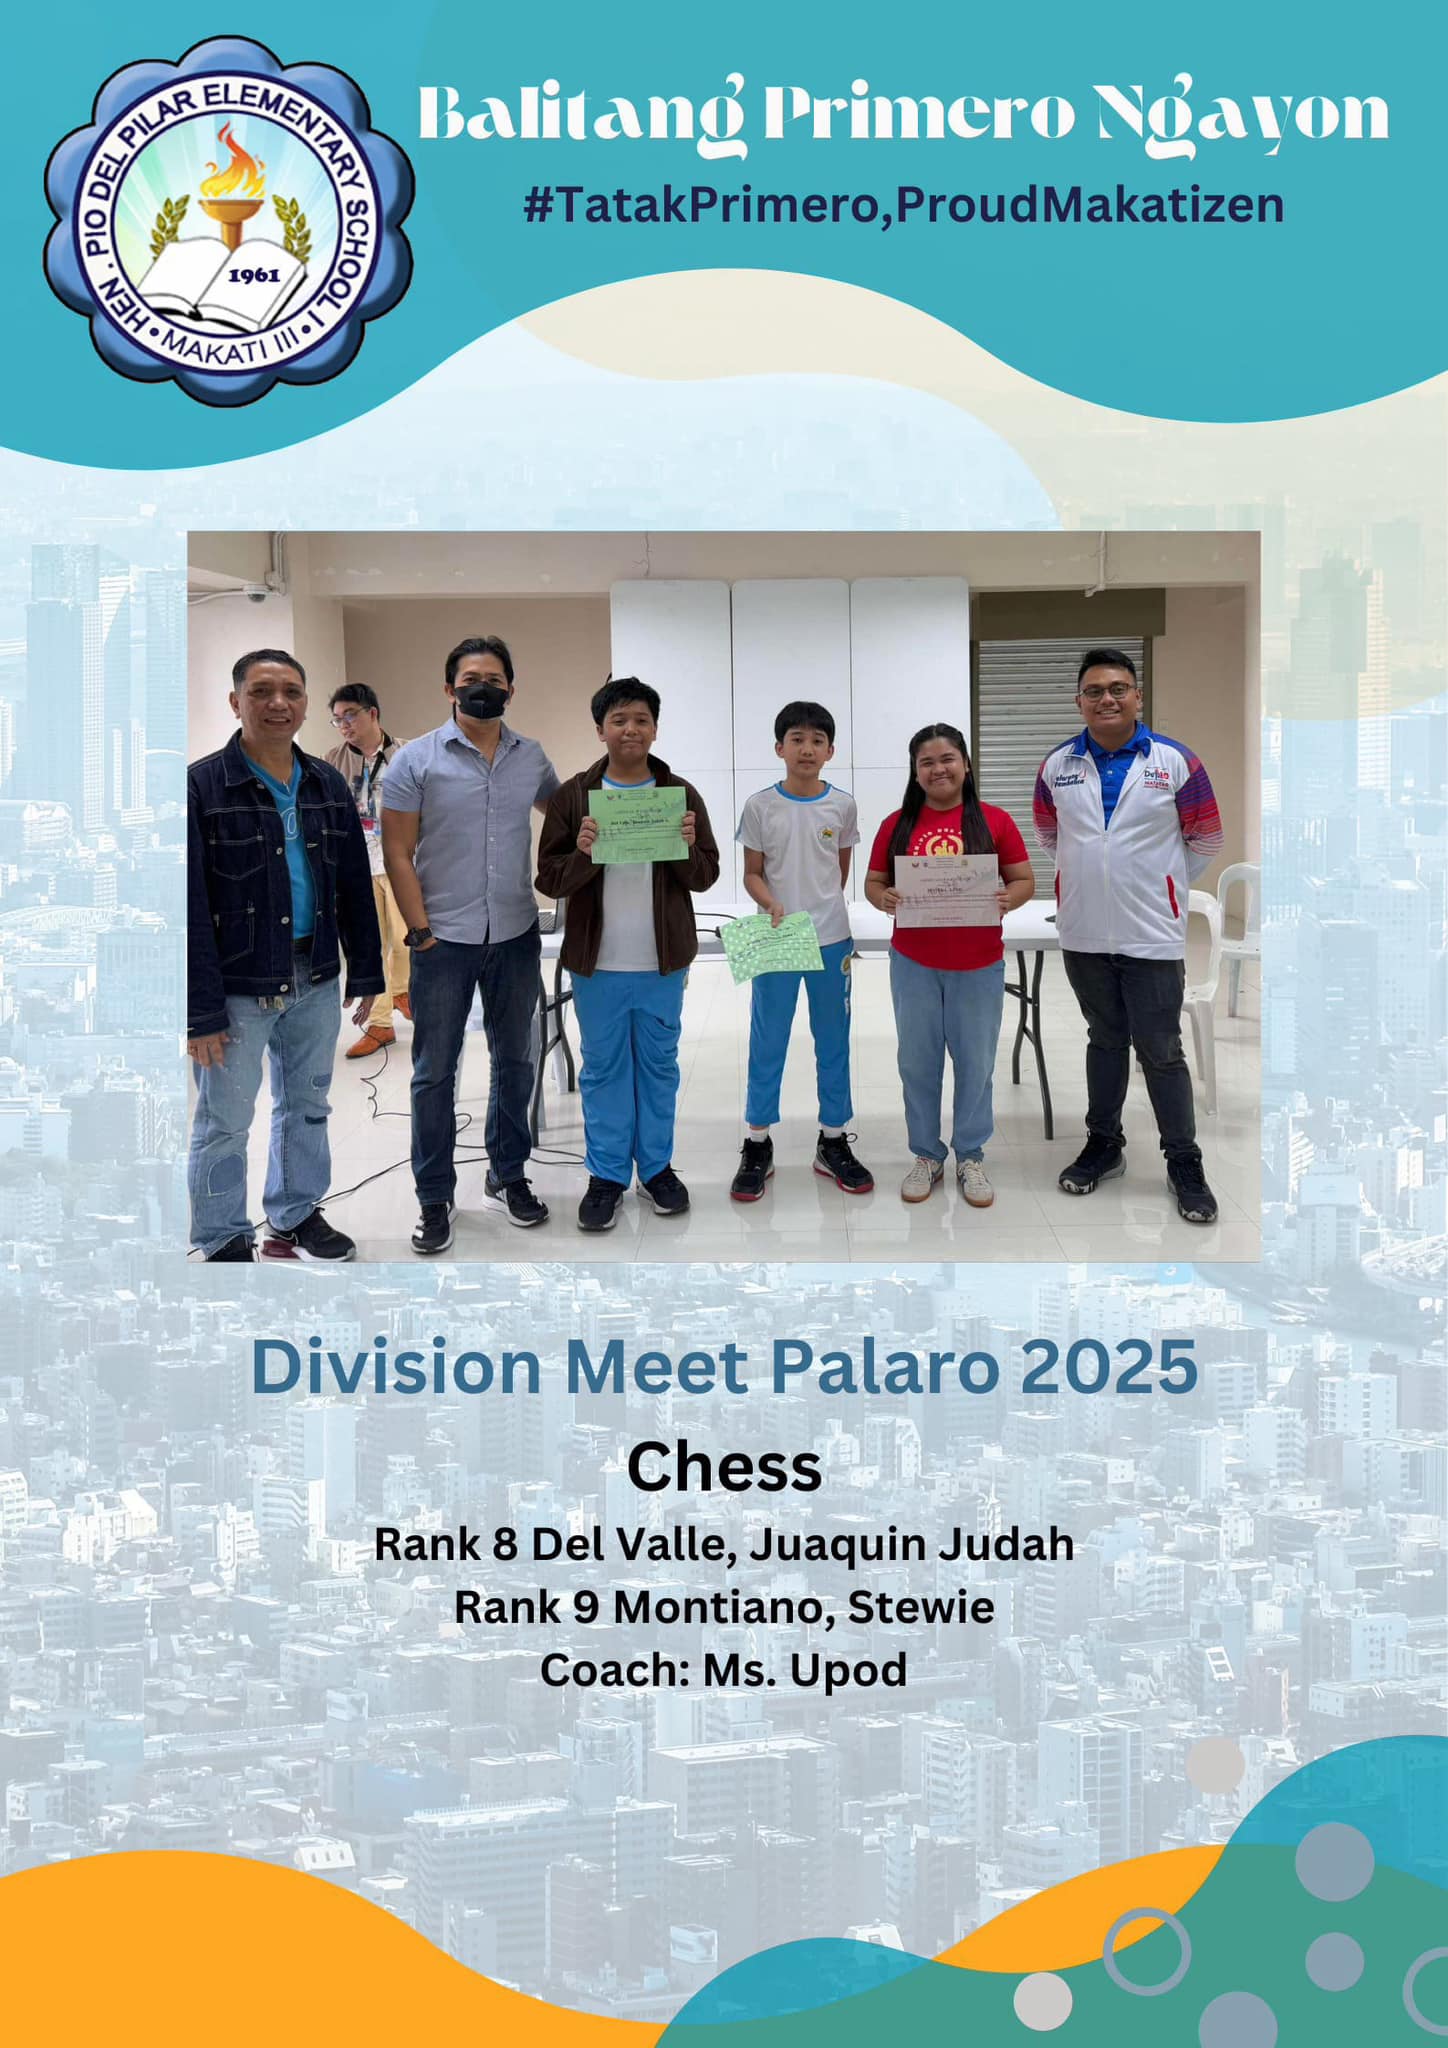 HEN. PIO DEL PILAR ELEMENTARY SCHOOL I
1961
MAKATI III
Balitang Primero Ngayon
#TatakPrimero,ProudMakatizen
Division Meet Palaro 2025
Chess
Rank 8 Del Valle, Juaquin Judah
Rank 9 Montiano, Stewie
Coach: Ms. Upod